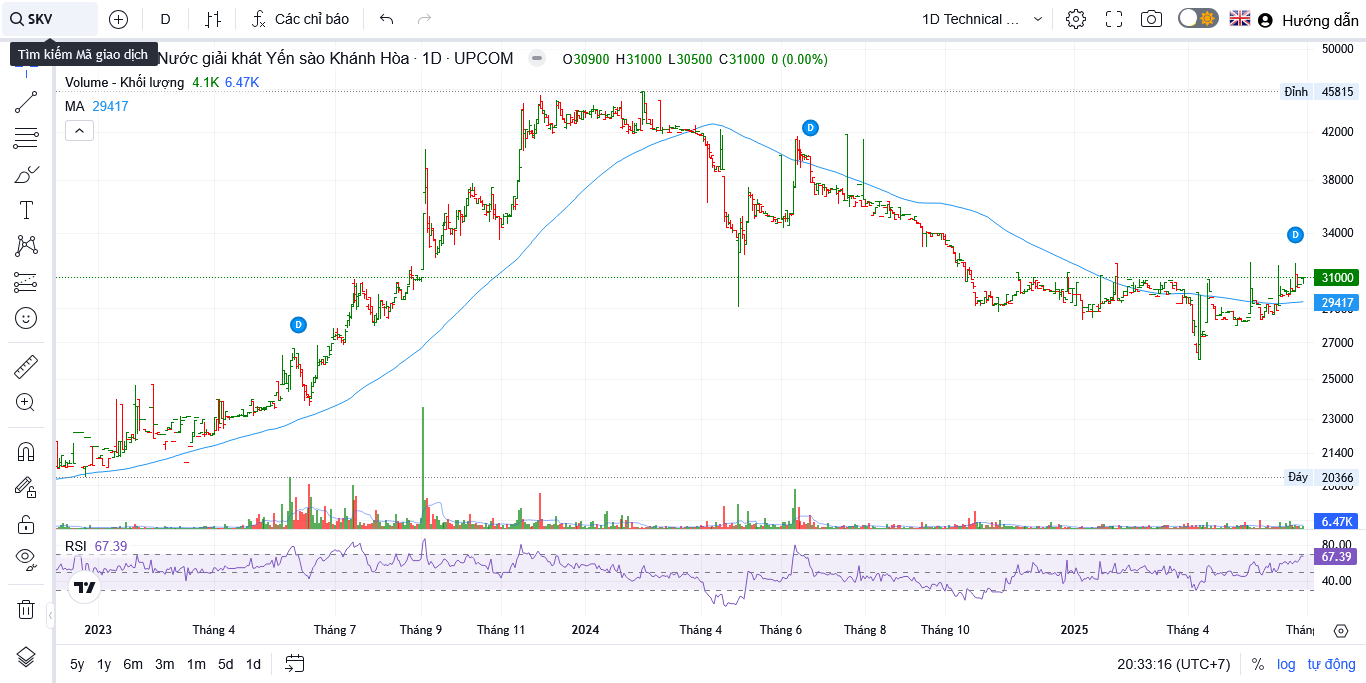 SKV
D
Các chỉ báo
1D Technical ...
Hướng dẫn
Tìm kiếm Mã giao dịch
Nước giải khát Yến sào Khánh Hòa · 1D · UPCOM
O30900 H31000 L30500 C31000 0 (0.00%)
Volume - Khối lượng 4.1K 6.47K
MA 29417
50000
Đỉnh 45815
42000
38000
34000
31000
29417
29000
27000
25000
23000
21400
Đáy 20366
20000
6.47K
D
D
D
RSI 67.39
80.00
67.39
40.00
2023 Tháng 4 Tháng 7 Tháng 9 Tháng 11 2024 Tháng 4 Tháng 6 Tháng 8 Tháng 10 2025 Tháng 4 Tháng
5y 1y 6m 3m 1m 5d 1d
20:33:16 (UTC+7) % log tự động